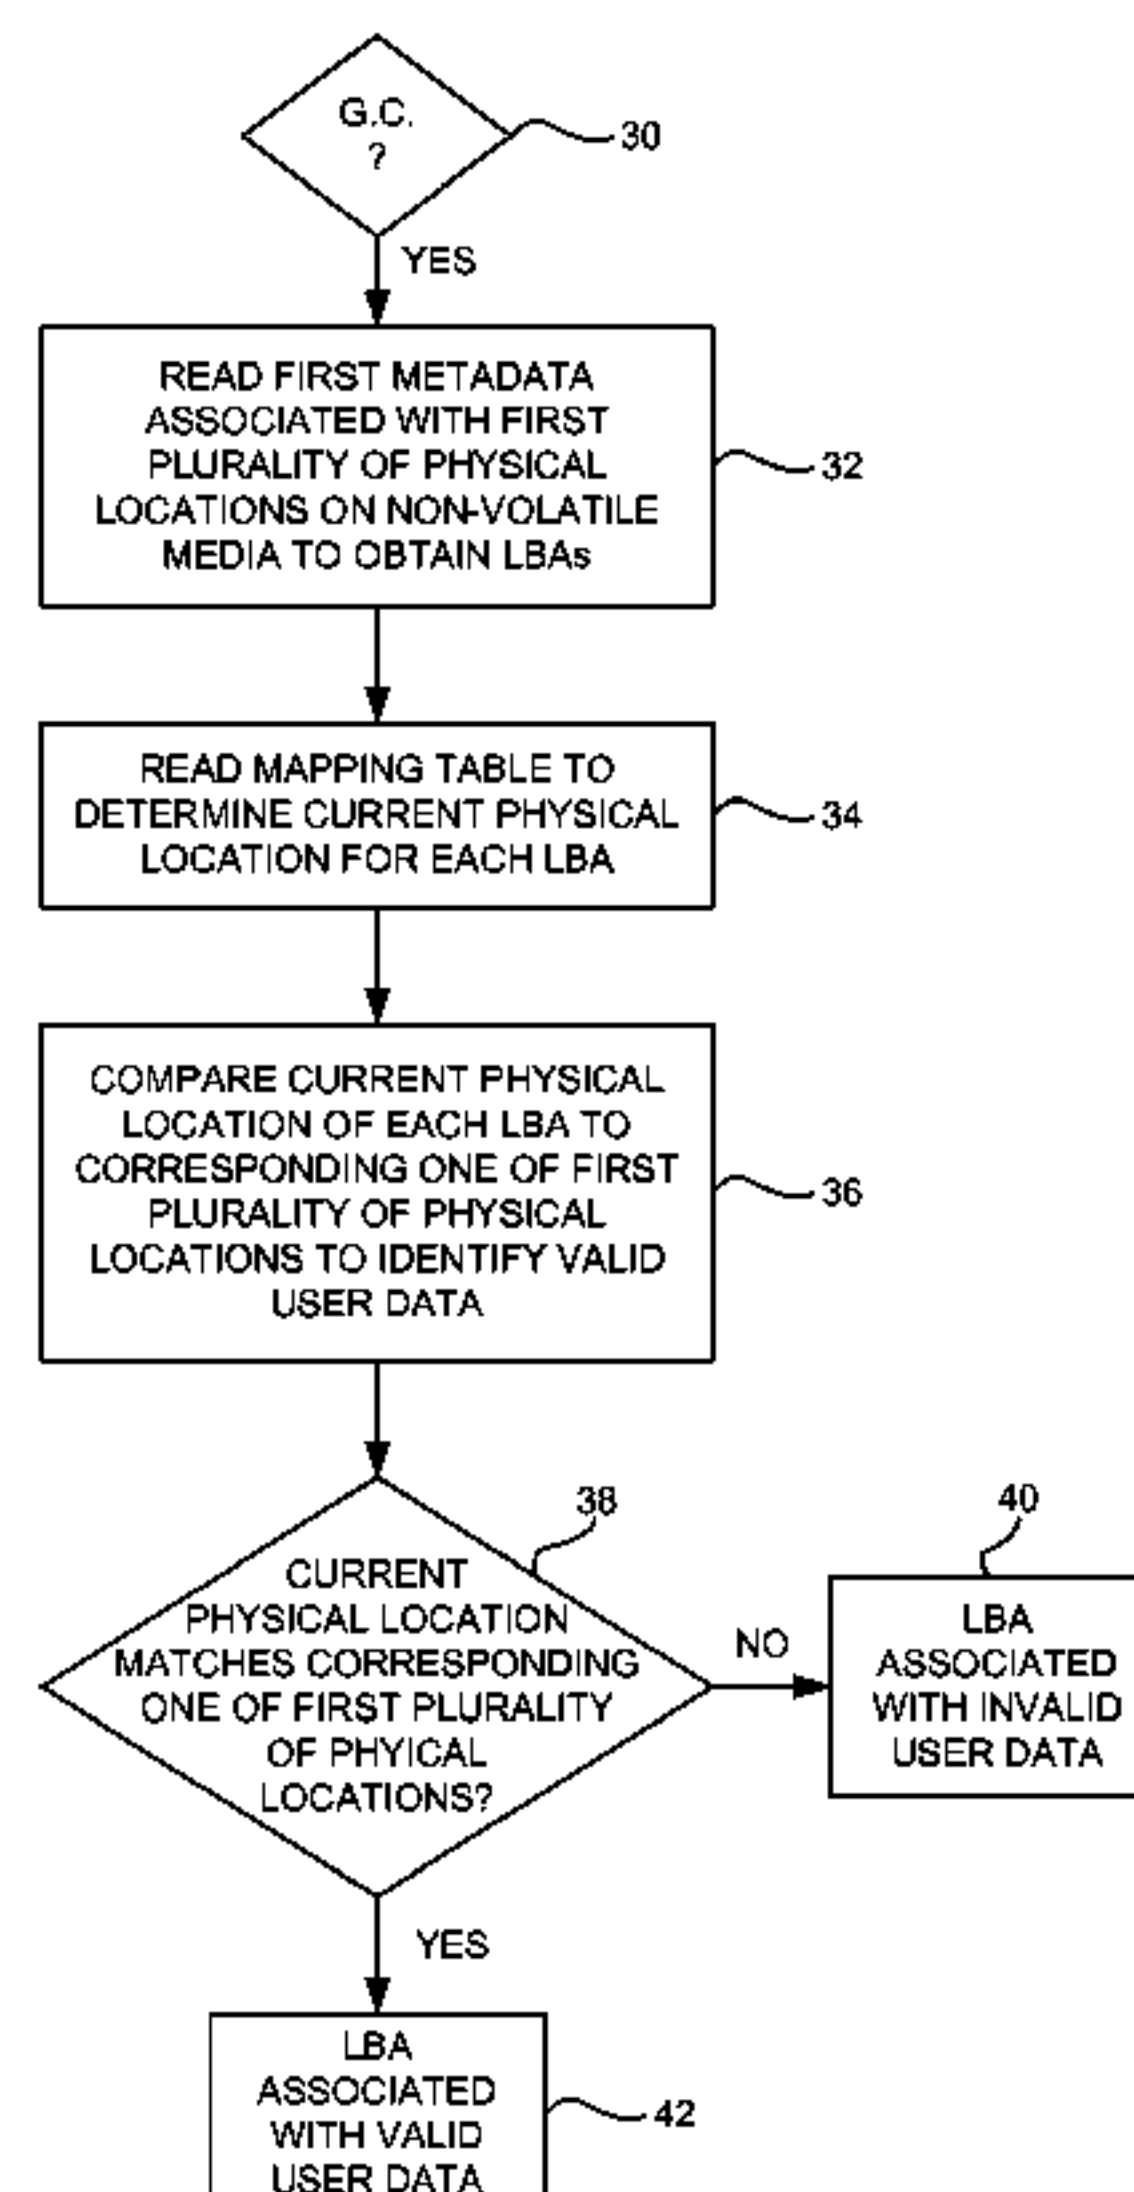 G.C.
?
30
YES
READ FIRST METADATA
ASSOCIATED WITH FIRST
PLURALITY OF PHYSICAL
LOCATIONS ON NON-VOLATILE
MEDIA TO OBTAIN LBAs
32
READ MAPPING TABLE TO
DETERMINE CURRENT PHYSICAL
LOCATION FOR EACH LBA
34
COMPARE CURRENT PHYSICAL
LOCATION OF EACH LBA TO
CORRESPONDING ONE OF FIRST
PLURALITY OF PHYSICAL
LOCATIONS TO IDENTIFY VALID
USER DATA
36
38
CURRENT
PHYSICAL LOCATION
MATCHES CORRESPONDING
ONE OF FIRST PLURALITY
OF PHYICAL
LOCATIONS?
NO
40
LBA
ASSOCIATED
WITH INVALID
USER DATA
YES
LBA
ASSOCIATED
WITH VALID
USER DATA
42